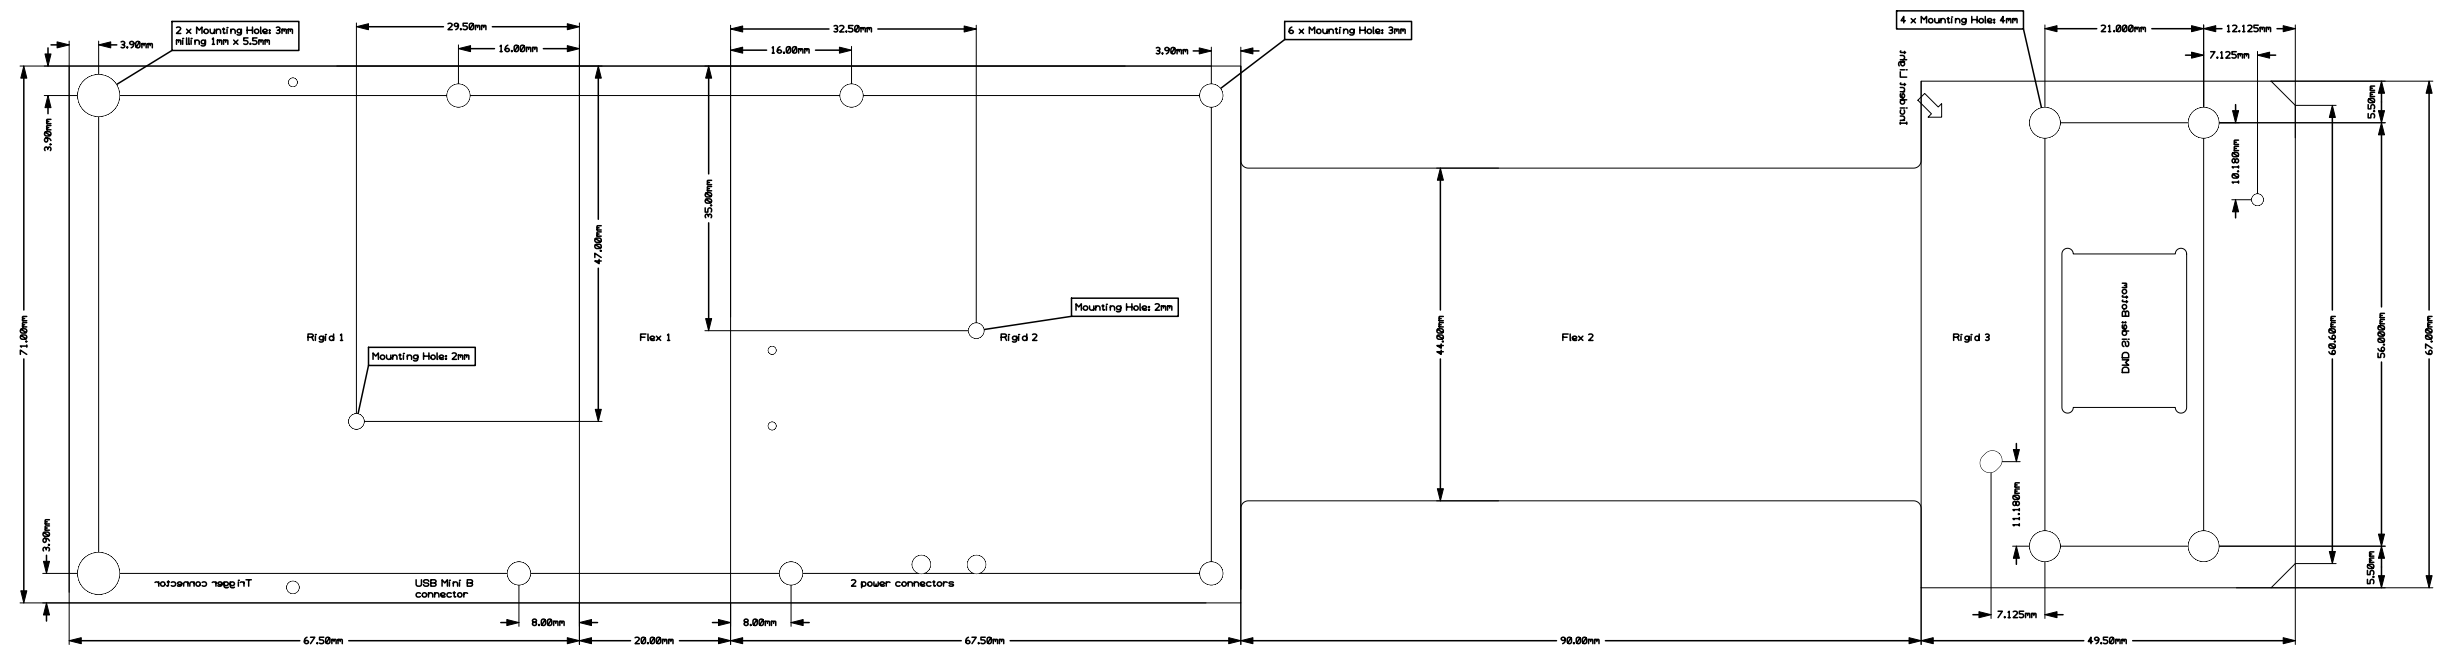 2 x Mounting Hole: 3mm
milling 1mm x 5.5mm
3.90mm
29.50mm
16.00mm
32.50mm
16.00mm
3.90mm
6 x Mounting Hole: 3mm
4 x Mounting Hole: 4mm
21.000mm
12.125mm
7.125mm
Incident Light
3.90mm
5.50mm
10.180mm
35.00mm
47.00mm
Mounting Hole: 2mm
71.00mm
Rigid 1
Flex 1
Rigid 2
44.00mm
Flex 2
Rigid 3
DMD Side: Bottom
60.60mm
56.000mm
67.00mm
Mounting Hole: 2mm
11.180mm
3.90mm
5.50mm
Trigger connector
USB Mini B
connector
2 power connectors
8.00mm
8.00mm
7.125mm
67.50mm
20.00mm
67.50mm
90.00mm
49.50mm